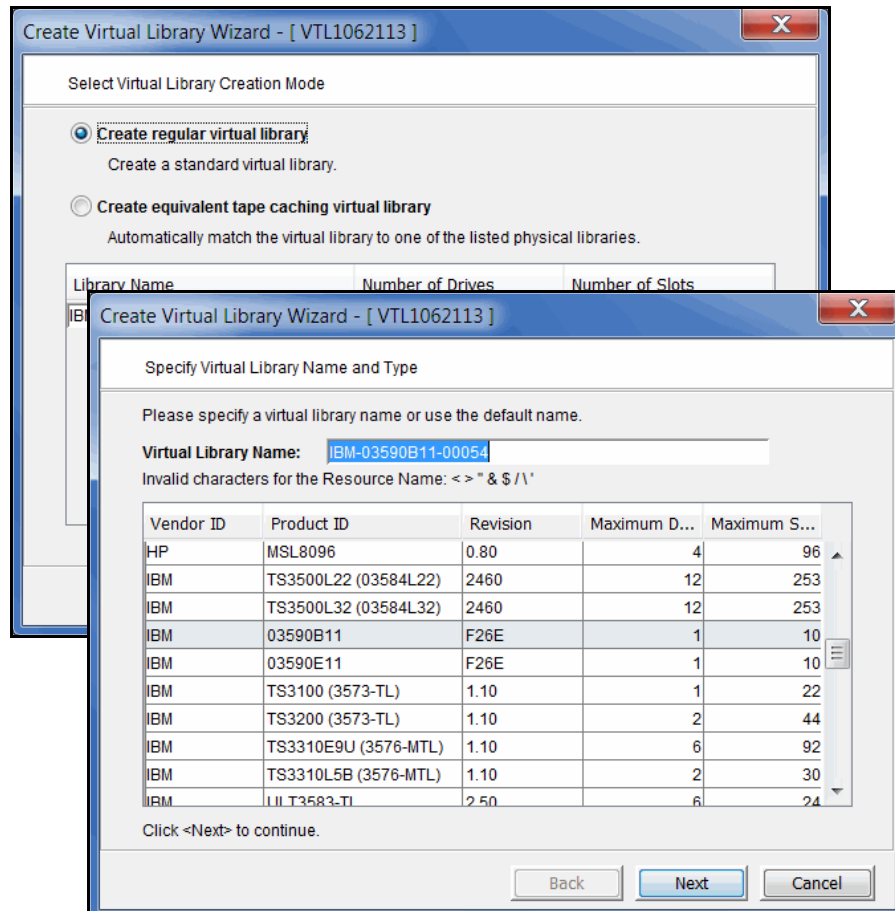 Create Virtual Library Wizard - [ VTL1062113 ]
Select Virtual Library Creation Mode
Create regular virtual library
Create a standard virtual library.
Create equivalent tape caching virtual library
Automatically match the virtual library to one of the listed physical libraries.
Library Name Number of Drives Number of Slots
Create Virtual Library Wizard - [ VTL1062113 ]
Specify Virtual Library Name and Type
Please specify a virtual library name or use the default name.
Virtual Library Name: IBM-03590B11-00054
Invalid characters for the Resource Name: < > " & $ / \ '
Vendor ID Product ID Revision Maximum D... Maximum S...
HP MSL8096 0.80 4 96
IBM TS3500L22 (03584L22) 2460 12 253
IBM TS3500L32 (03584L32) 2460 12 253
IBM 03590B11 F26E 1 10
IBM 03590E11 F26E 1 10
IBM TS3100 (3573-TL) 1.10 1 22
IBM TS3200 (3573-TL) 1.10 2 44
IBM TS3310E9U (3576-MTL) 1.10 6 92
IBM TS3310L5B (3576-MTL) 1.10 2 30
IBM ULT3583-TL 2.50 6 24
Click <Next> to continue.
Back Next Cancel